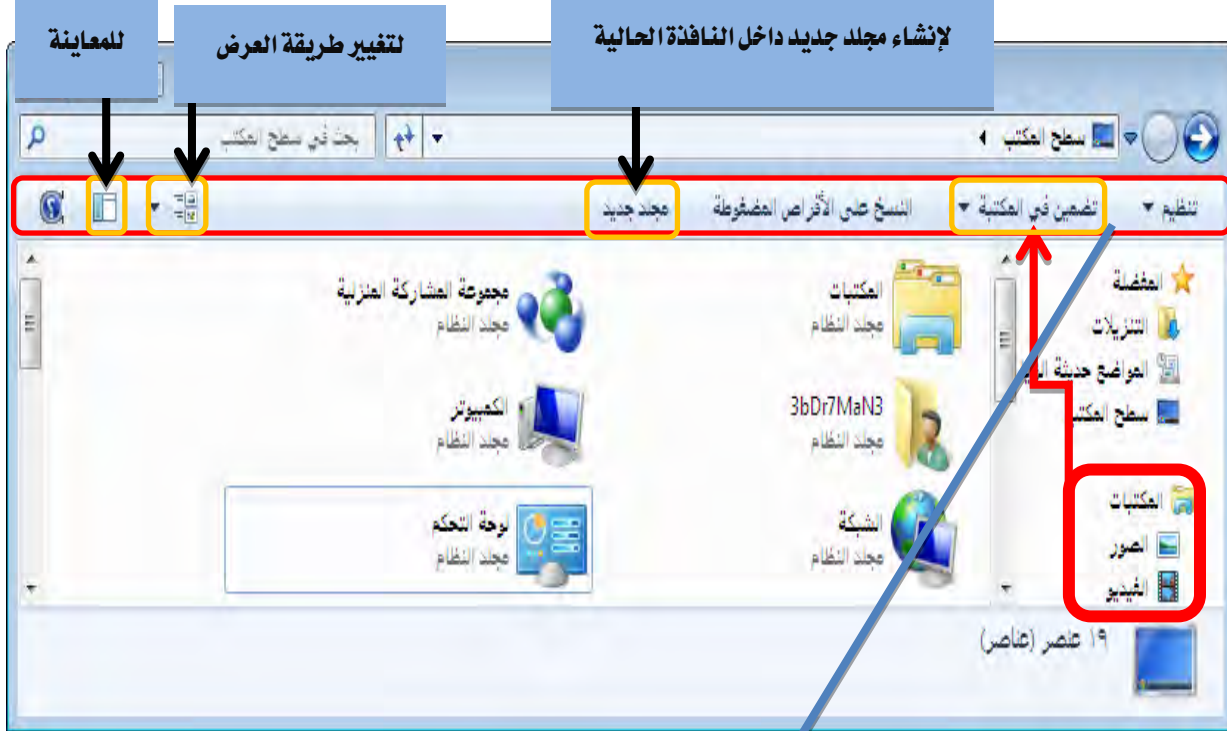 لإنشاء مجلد جديد داخل النافذة الحالية
لتغيير طريقة العرض
للمعاينة
سطح المكتب
بحث في سطح المكتب
تنظيم
تضمين في المكتبة
النسخ على الأقراص المضغوطة
مجلد جديد
المفضلة
التنزيلات
المواضع حديثة
سطح المكتب
المكتبات
الصور
الفيديو
المكتبات
مجلد النظام
مجموعة المشاركة المنزلية
مجلد النظام
3bDr7MaN3
مجلد النظام
الكمبيوتر
مجلد النظام
الشبكة
مجلد النظام
لوحة التحكم
مجلد النظام
١٩ عنصر (عناصر)